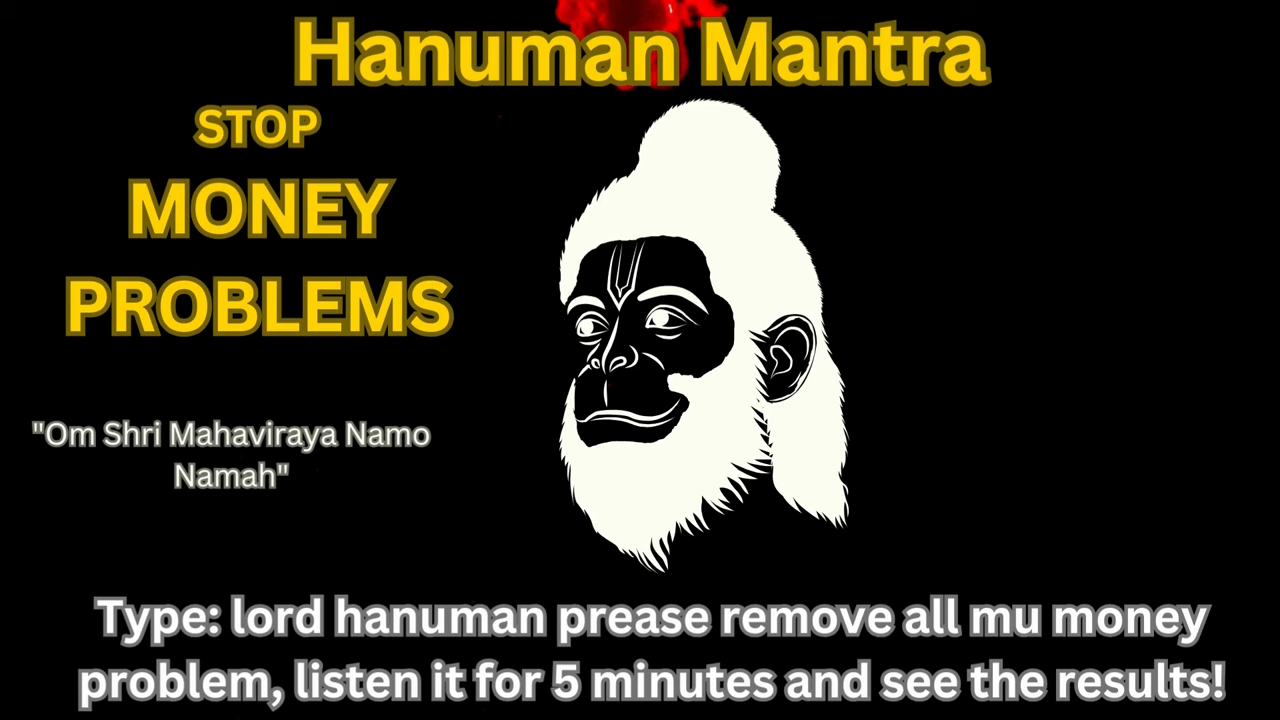 Hanuman Mantra
STOP
MONEY
PROBLEMS
"Om Shri Mahaviraya Namo
Namah"
Type: lord hanuman prease remove all mu money
problem, listen it for 5 minutes and see the results!